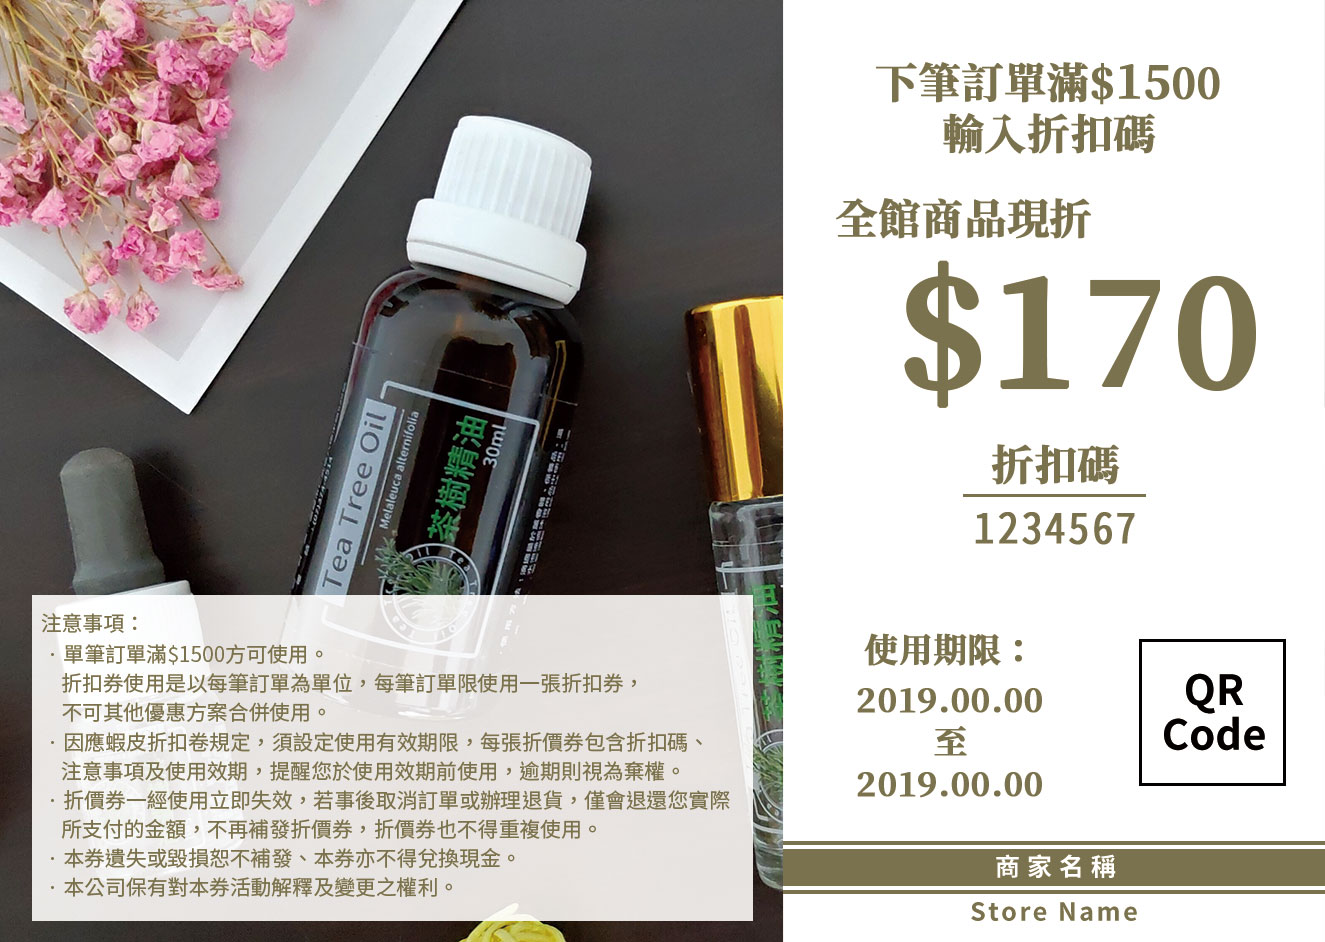 下筆訂單滿$1500
輸入折扣碼
全館商品現折
$170
折扣碼
1234567
使用期限：
2019.00.00
至
2019.00.00
QR
Code
商家名稱
Store Name
Tea Tree Oil
Melaleuca alternifolia
茶樹精油
30ml
注意事項：
· 單筆訂單滿$1500方可使用。
折扣券使用是以每筆訂單為單位，每筆訂單限使用一張折扣券，
不可其他優惠方案合併使用。
· 因應蝦皮折扣卷規定，須設定使用有效期限，每張折價券包含折扣碼、
注意事項及使用效期，提醒您於使用效期前使用，逾期則視為棄權。
· 折價券一經使用立即失效，若事後取消訂單或辦理退貨，僅會退還您實際
所支付的金額，不再補發折價券，折價券也不得重複使用。
· 本券遺失或毀損恕不補發、本券亦不得兌換現金。
· 本公司保有對本券活動解釋及變更之權利。